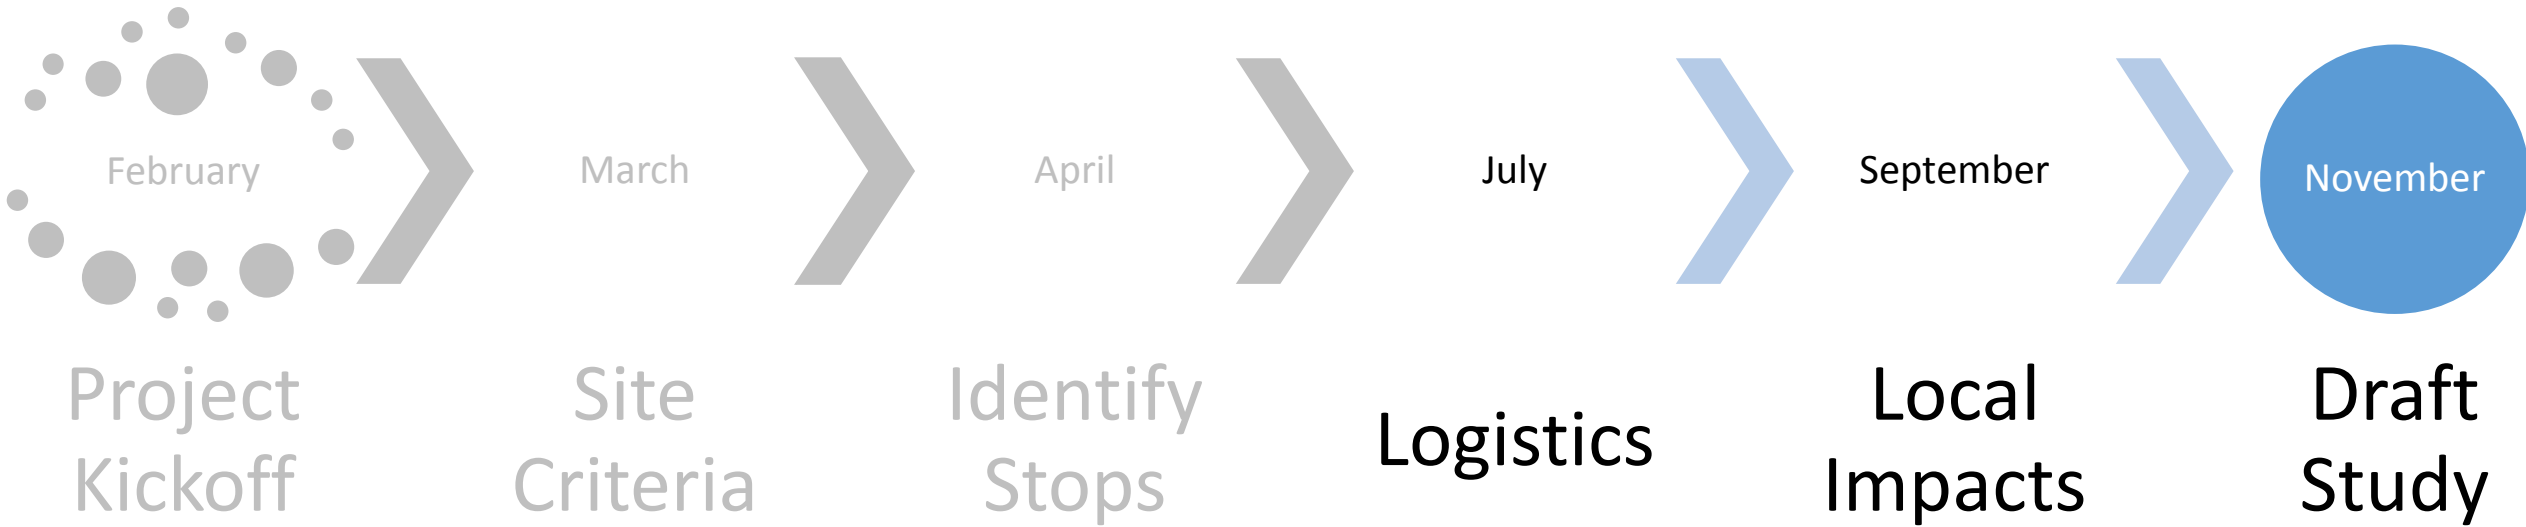 February
March
April
July
September
November
Project
Kickoff
Site
Criteria
Identify
Stops
Logistics
Local
Impacts
Draft
Study